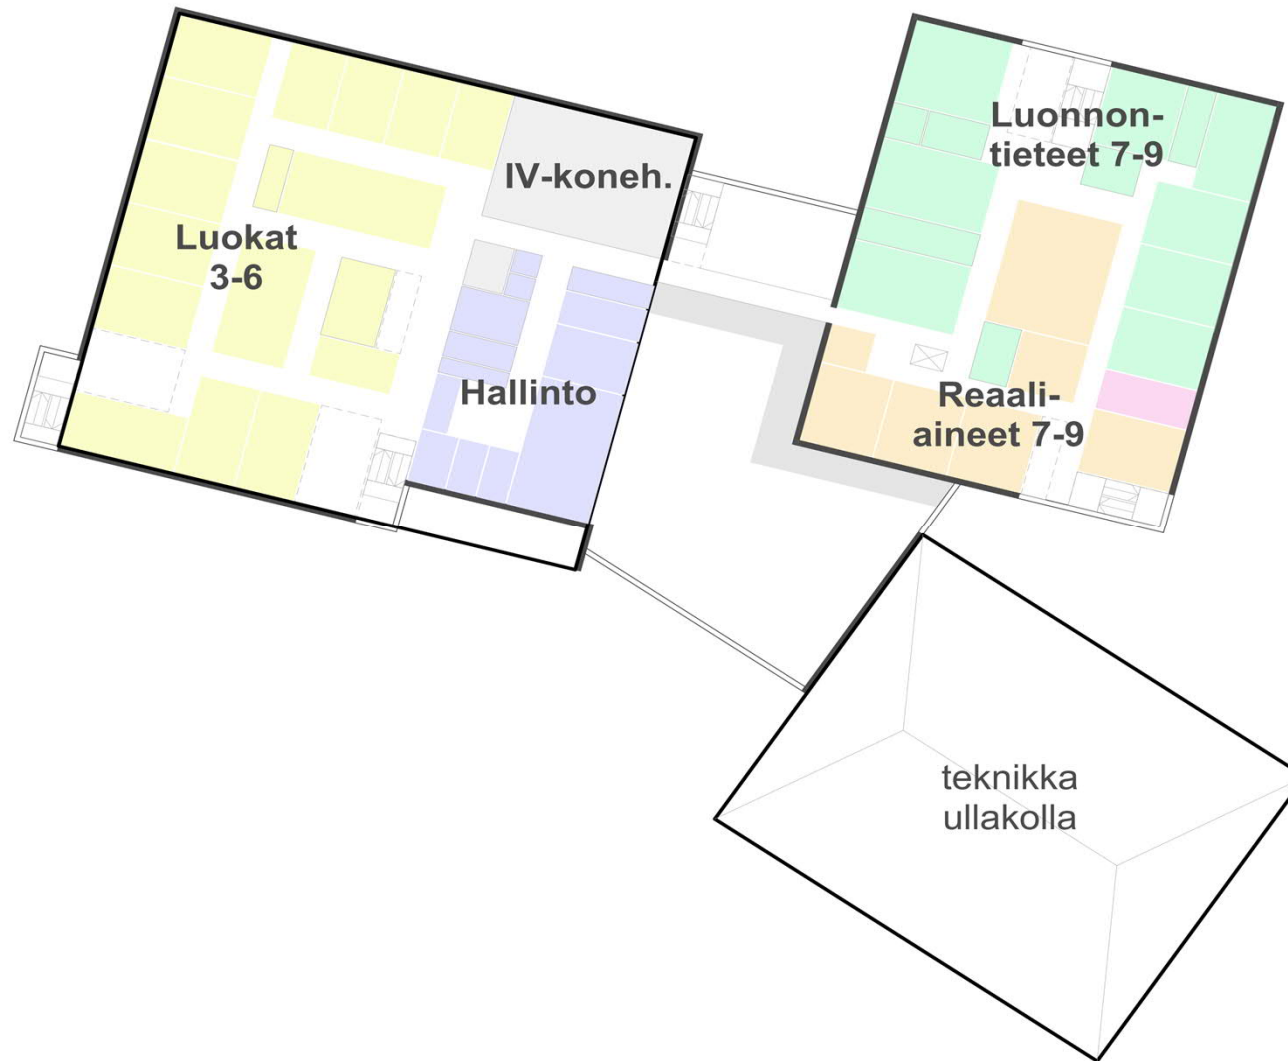 Luokat
3-6
IV-koneh.
Hallinto
Luonnon-
tieteet 7-9
Reaali-
aineet 7-9
teknikka
ullakolla